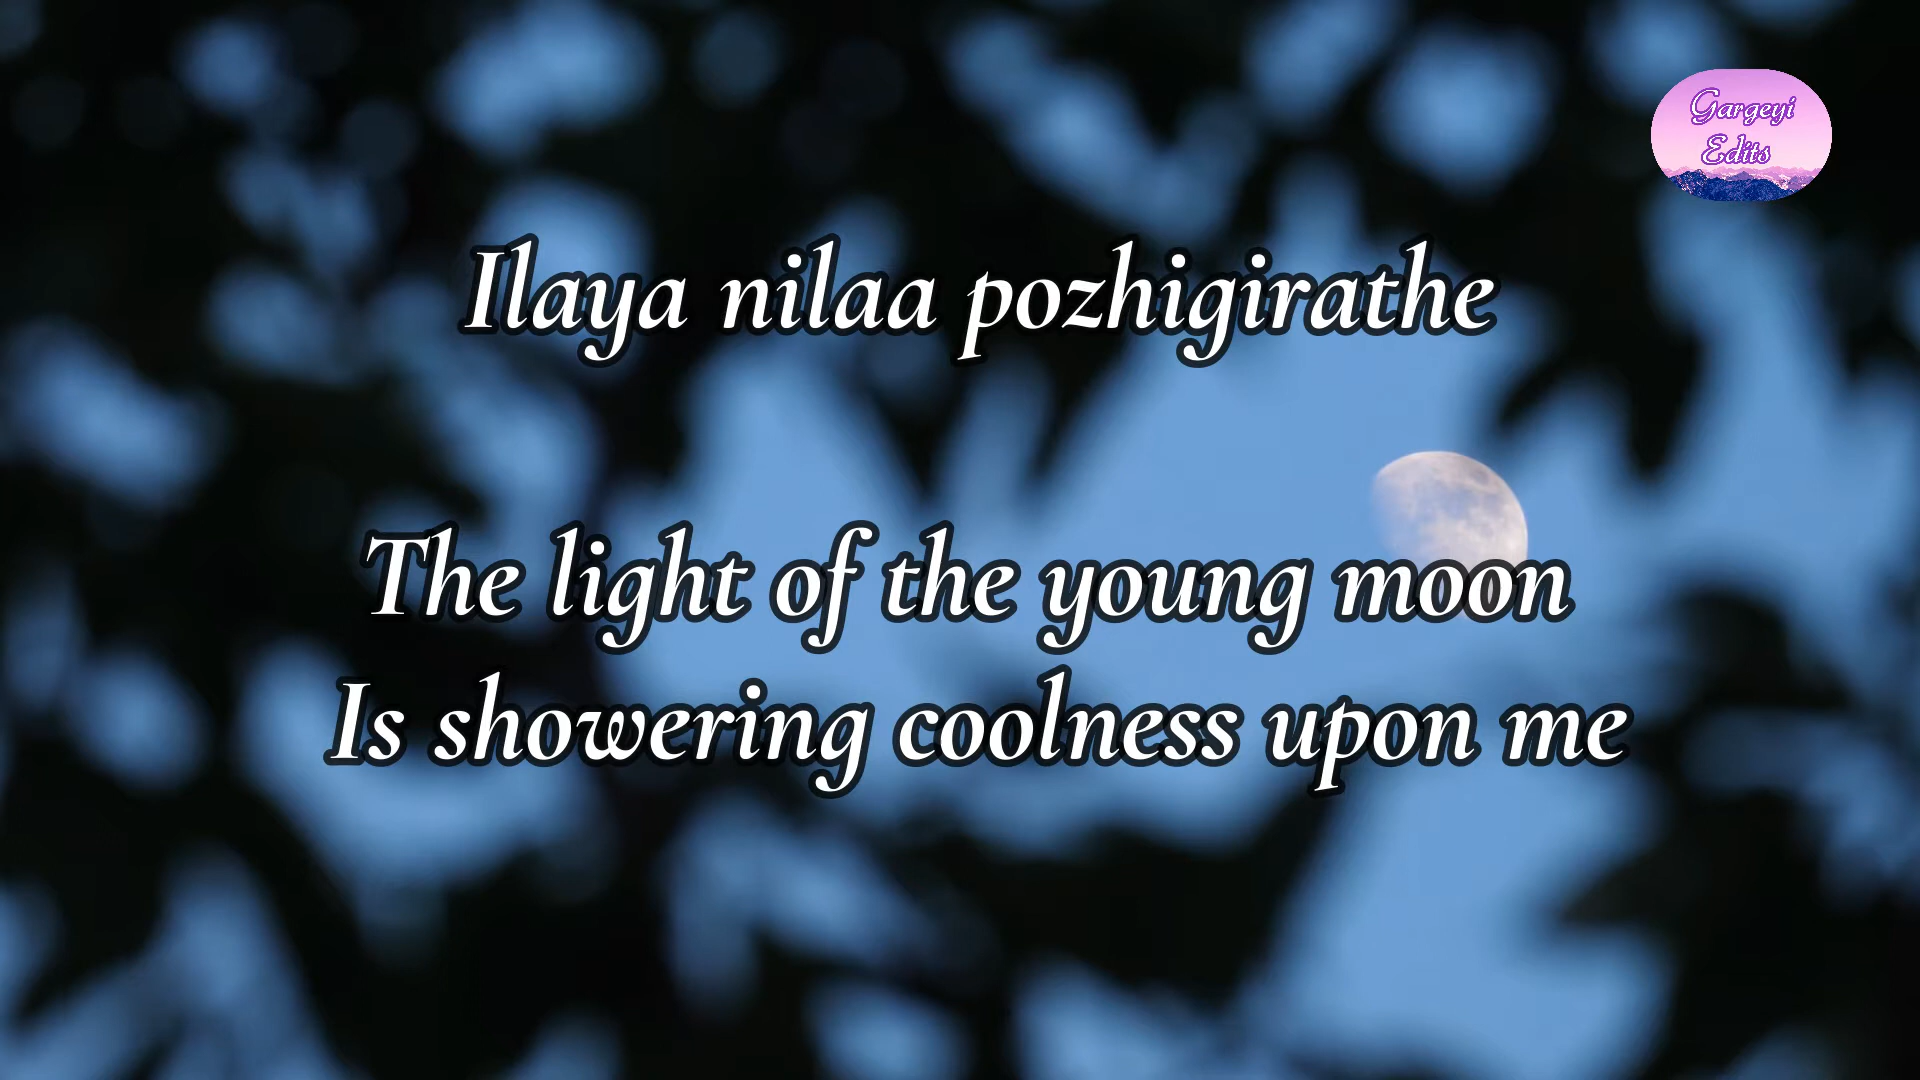 Gargeyi
Edits
Ilaya nilaa pozhigirathe
The light of the young moon
Is showering coolness upon me